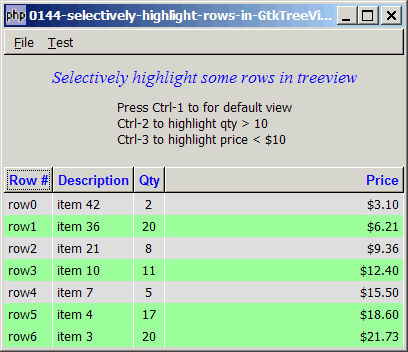 php 0144-selectively-highlight-rows-in-GtkTreeVi...
File Test
Selectively highlight some rows in treeview
Press Ctrl-1 to for default view
Ctrl-2 to highlight qty > 10
Ctrl-3 to highlight price < $10
Row # Description Qty Price
row0 item 42 2 $3.10
row1 item 36 20 $6.21
row2 item 21 8 $9.36
row3 item 10 11 $12.40
row4 item 7 5 $15.50
row5 item 4 17 $18.60
row6 item 3 20 $21.73